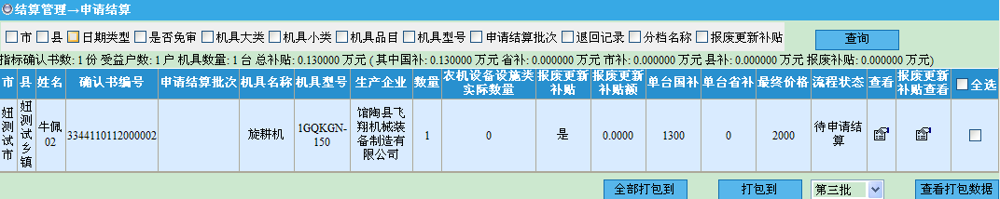 结算管理→申请结算
市 县 日期类型 是否免审 机具大类 机具小类 机具品目 机具型号 申请结算批次 退回记录 分档名称 报废更新补贴 查询
指标确认书数: 1 份 受益户数: 1 户 机具数量: 1 台 总补贴: 0.130000 万元 ( 其中国补: 0.130000 万元 省补: 0.000000 万元 市补: 0.000000 万元 县补: 0.000000 万元 报废补贴: 0.000000 万元)
市 县 姓名 确认书编号 申请结算批次 机具名称 机具型号 生产企业 数量 农机设备设施类实际数量 报废更新补贴 报废更新补贴额 单台国补 单台省补 最终价格 流程状态 查看 报废更新补贴查看 全选
妞测试市 妞测试乡镇 牛佩02 3344110112000002 旋耕机 1GQKGN-150 馆陶县飞翔机械装备制造有限公司 1 0 是 0.0000 1300 0 2000 待申请结算
全部打包到 打包到 第三批 查看打包数据